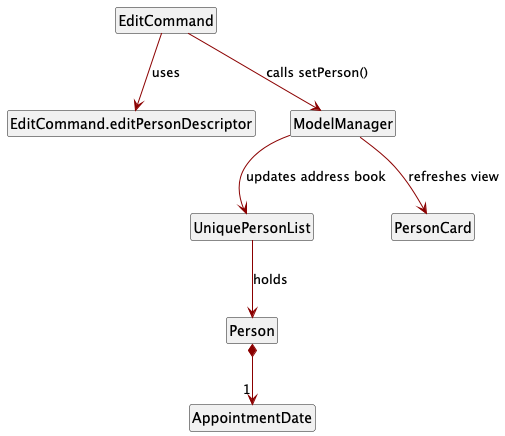 EditCommand
uses
calls setPerson()
EditCommand.editPersonDescriptor
ModelManager
updates address book
refreshes view
UniquePersonList
PersonCard
holds
Person
1
AppointmentDate